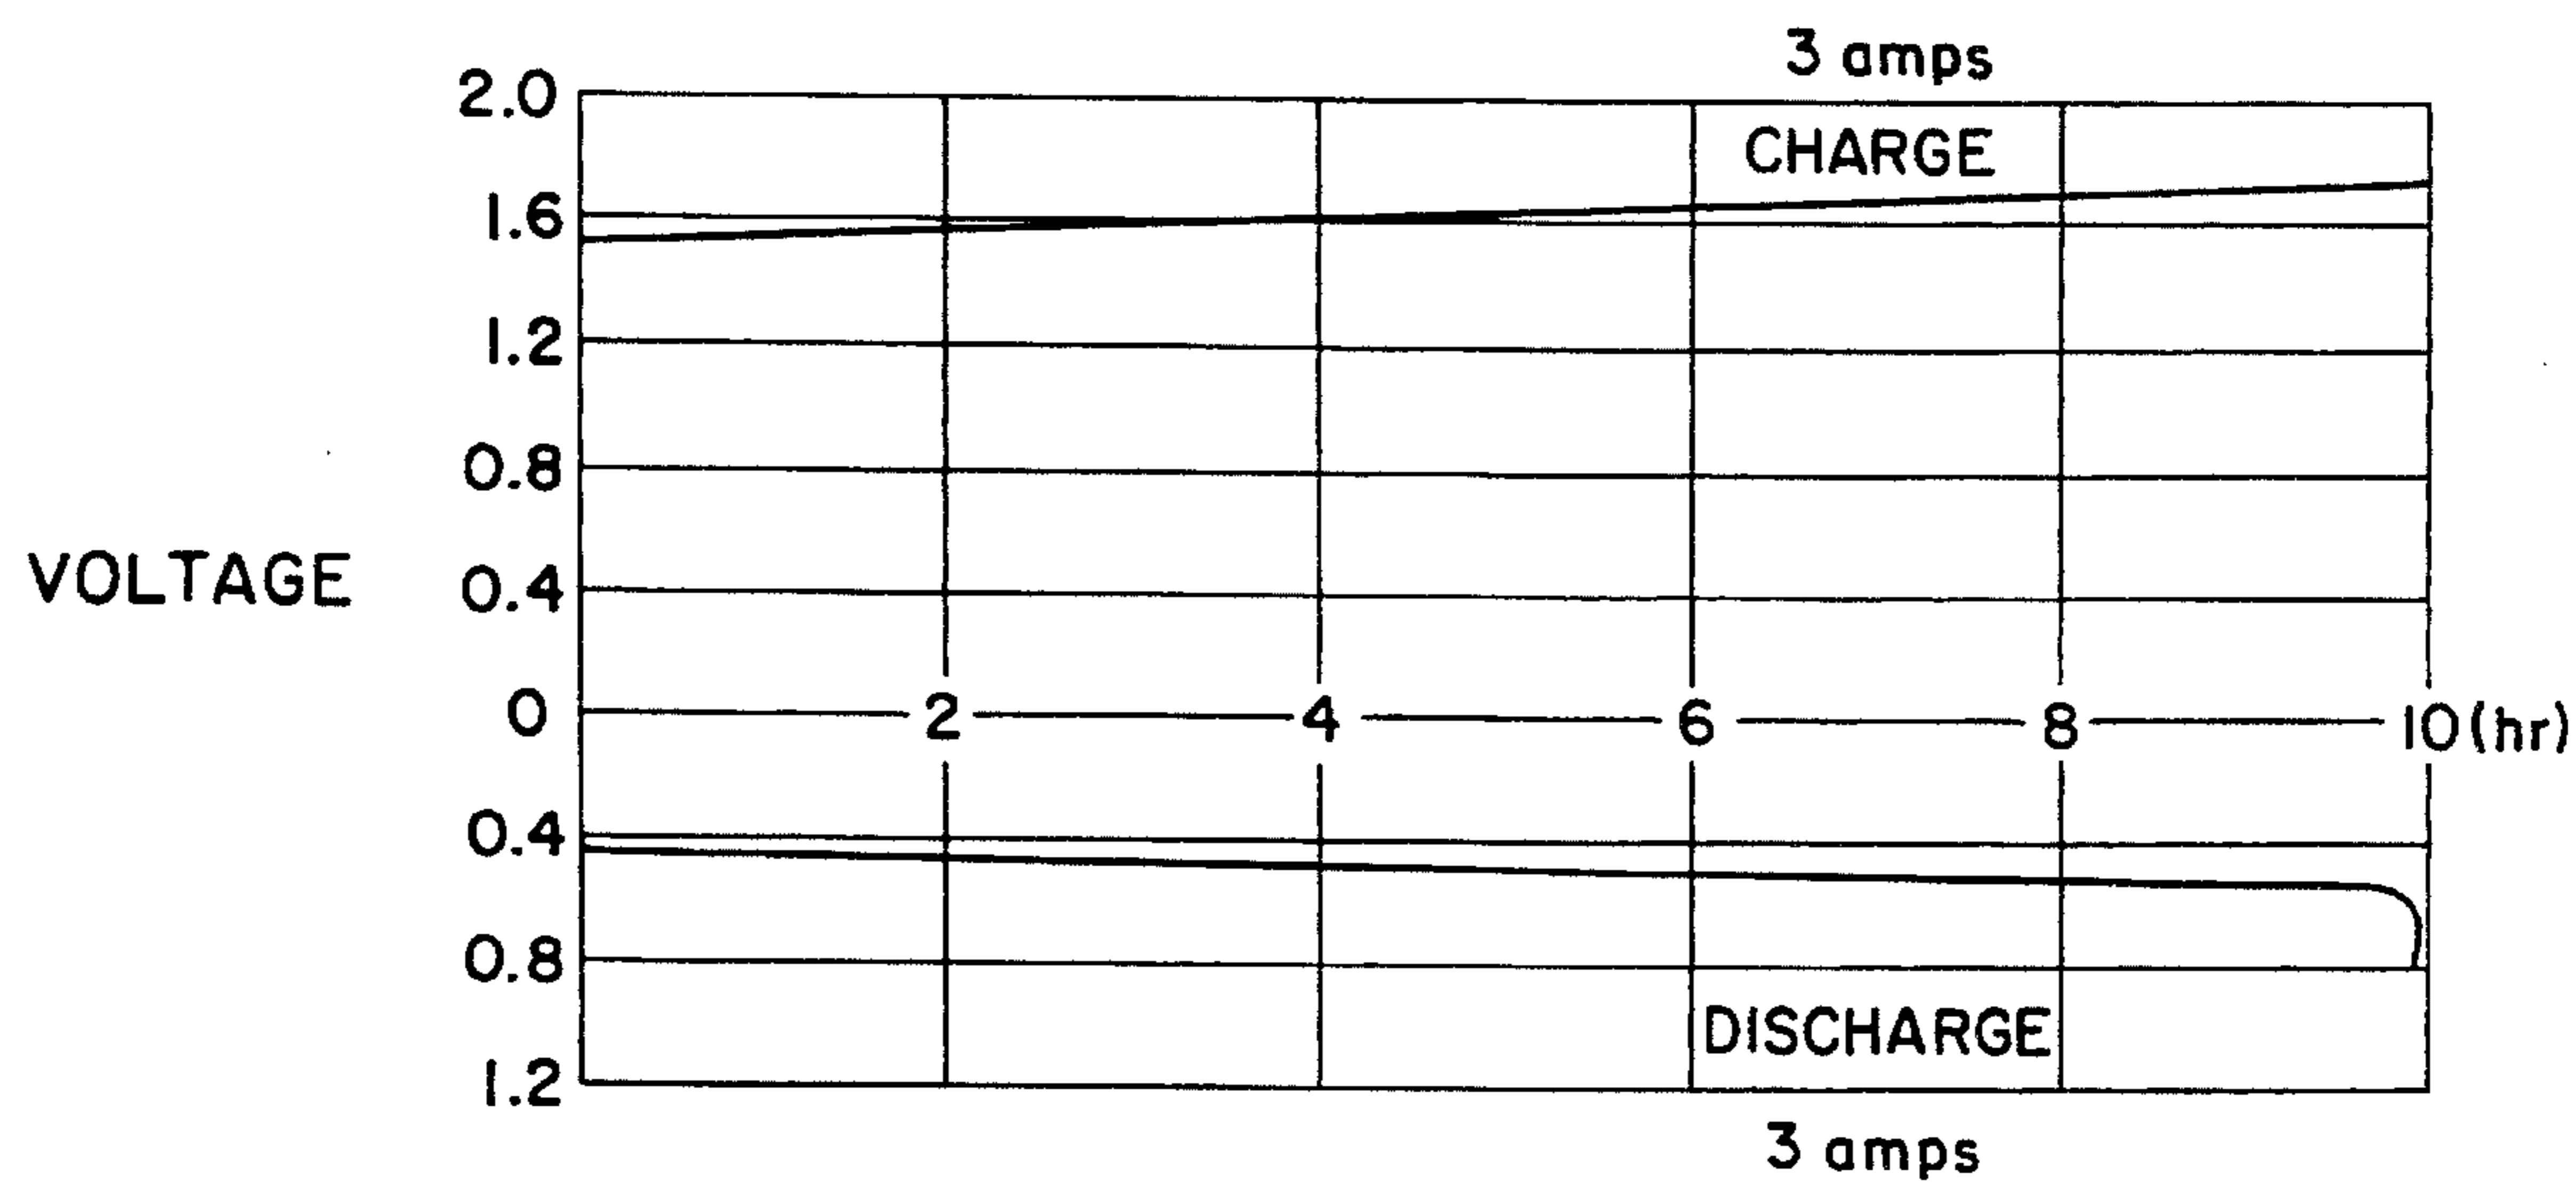 3 amps
2.0
CHARGE
1.6
1.2
0.8
VOLTAGE 0.4
0 2 4 6 8 10 (hr)
0.4
0.8
DISCHARGE
1.2
3 amps